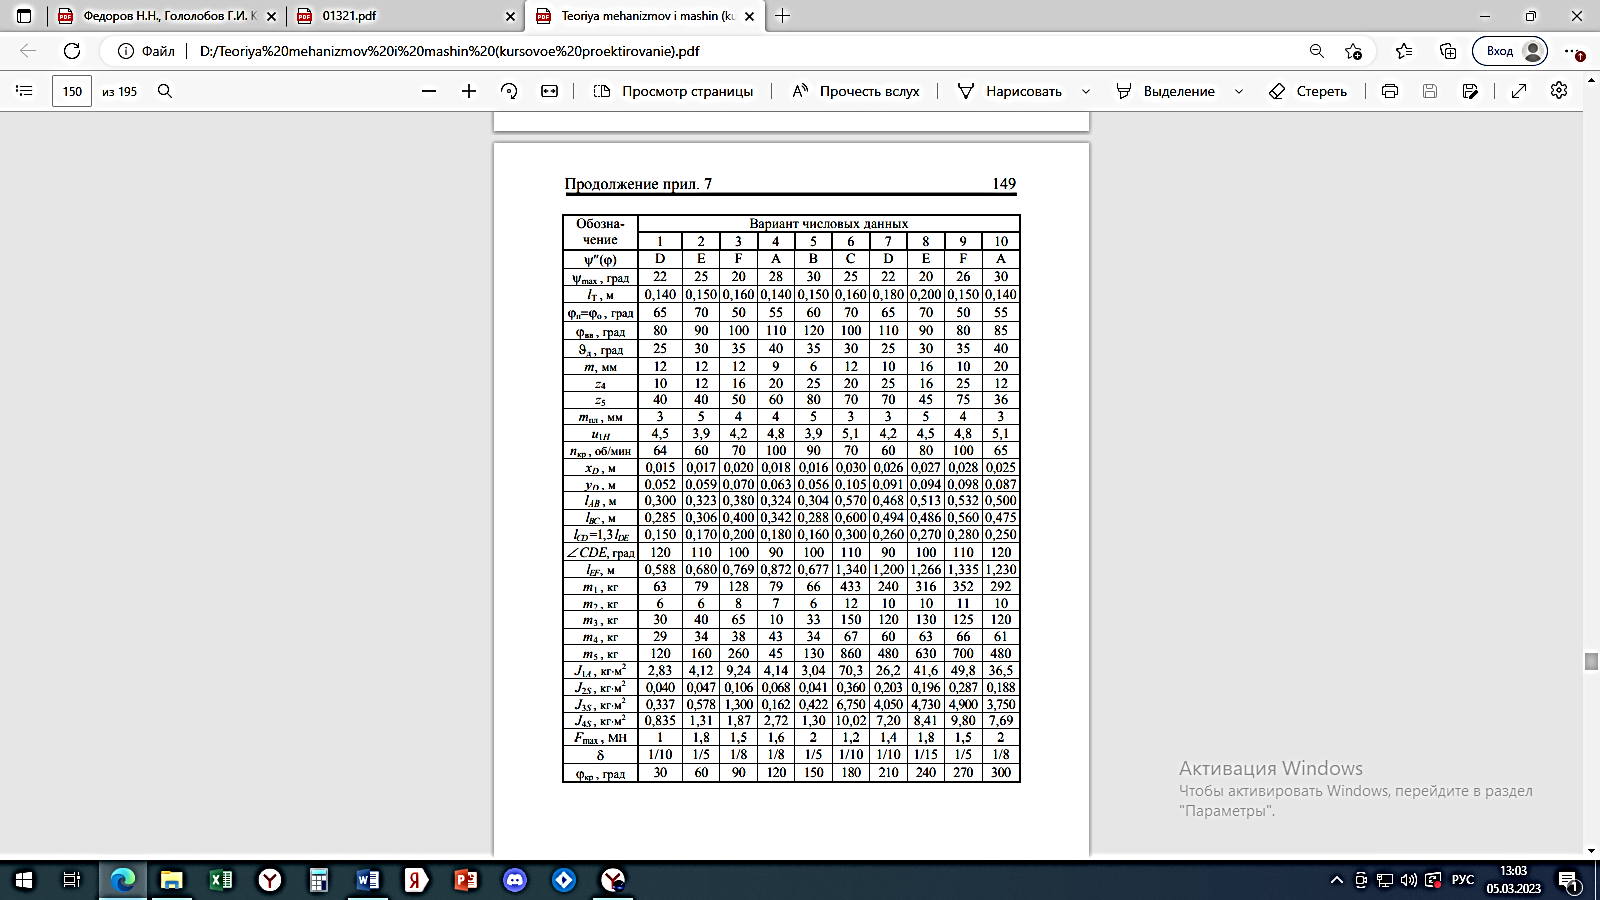 Федоров Н.Н., Гололобов Г.И. К
01321.pdf
Teoriya mehanizmov i mashin (ku
Файл
D:/Teoriya%20mehanizmov%20i%20mashin%20(kursovoe%20proektirovanie).pdf
Вход
150 из 195
Просмотр страницы
Прочесть вслух
Нарисовать
Выделение
Стереть
Продолжение прил. 7 149
Обозна-чение Вариант числовых данных
1 2 3 4 5 6 7 8 9 10
ψ″(φ) D E F A B C D E F A
ψmax, град 22 25 20 28 30 25 22 20 26 30
lТ, м 0,140 0,150 0,160 0,140 0,150 0,160 0,180 0,200 0,150 0,140
φп=φо, град 65 70 50 55 60 70 65 70 50 55
φвв, град 80 90 100 110 120 100 110 90 80 85
ϑд, град 25 30 35 40 35 30 25 30 35 40
m, мм 12 12 12 9 6 12 10 16 10 20
z4 10 12 16 20 25 20 25 16 25 12
z5 40 40 50 60 80 70 70 45 75 36
mпл, мм 3 5 4 4 5 3 3 5 4 3
u1H 4,5 3,9 4,2 4,8 3,9 5,1 4,2 4,5 4,8 5,1
nкр, об/мин 64 60 70 100 90 70 60 80 100 65
xD, м 0,015 0,017 0,020 0,018 0,016 0,030 0,026 0,027 0,028 0,025
yD, м 0,052 0,059 0,070 0,063 0,056 0,105 0,091 0,094 0,098 0,087
lAB, м 0,300 0,323 0,380 0,324 0,304 0,570 0,468 0,513 0,532 0,500
lBC, м 0,285 0,306 0,400 0,342 0,288 0,600 0,494 0,486 0,560 0,475
lCD=1,3lDE 0,150 0,170 0,200 0,180 0,160 0,300 0,260 0,270 0,280 0,250
∠CDE, град 120 110 100 90 100 110 90 100 110 120
lEF, м 0,588 0,680 0,769 0,872 0,677 1,340 1,200 1,266 1,335 1,230
m1, кг 63 79 128 79 66 433 240 316 352 292
m2, кг 6 6 8 7 6 12 10 10 11 10
m3, кг 30 40 65 10 33 150 120 130 125 120
m4, кг 29 34 38 43 34 67 60 63 66 61
m5, кг 120 160 260 45 130 860 480 630 700 480
J1A, кг·м² 2,83 4,12 9,24 4,14 3,04 70,3 26,2 41,6 49,8 36,5
J2S, кг·м² 0,040 0,047 0,106 0,068 0,041 0,360 0,203 0,196 0,287 0,188
J3S, кг·м² 0,337 0,578 1,300 0,162 0,422 6,750 4,050 4,730 4,900 3,750
J4S, кг·м² 0,835 1,31 1,87 2,72 1,30 10,02 7,20 8,41 9,80 7,69
Fmax, МН 1 1,8 1,5 1,6 2 1,2 1,4 1,8 1,5 2
δ 1/10 1/5 1/8 1/8 1/5 1/10 1/10 1/15 1/5 1/8
φкр, град 30 60 90 120 150 180 210 240 270 300
Активация Windows
Чтобы активировать Windows, перейдите в раздел
"Параметры".
РУС
13:03
05.03.2023
1